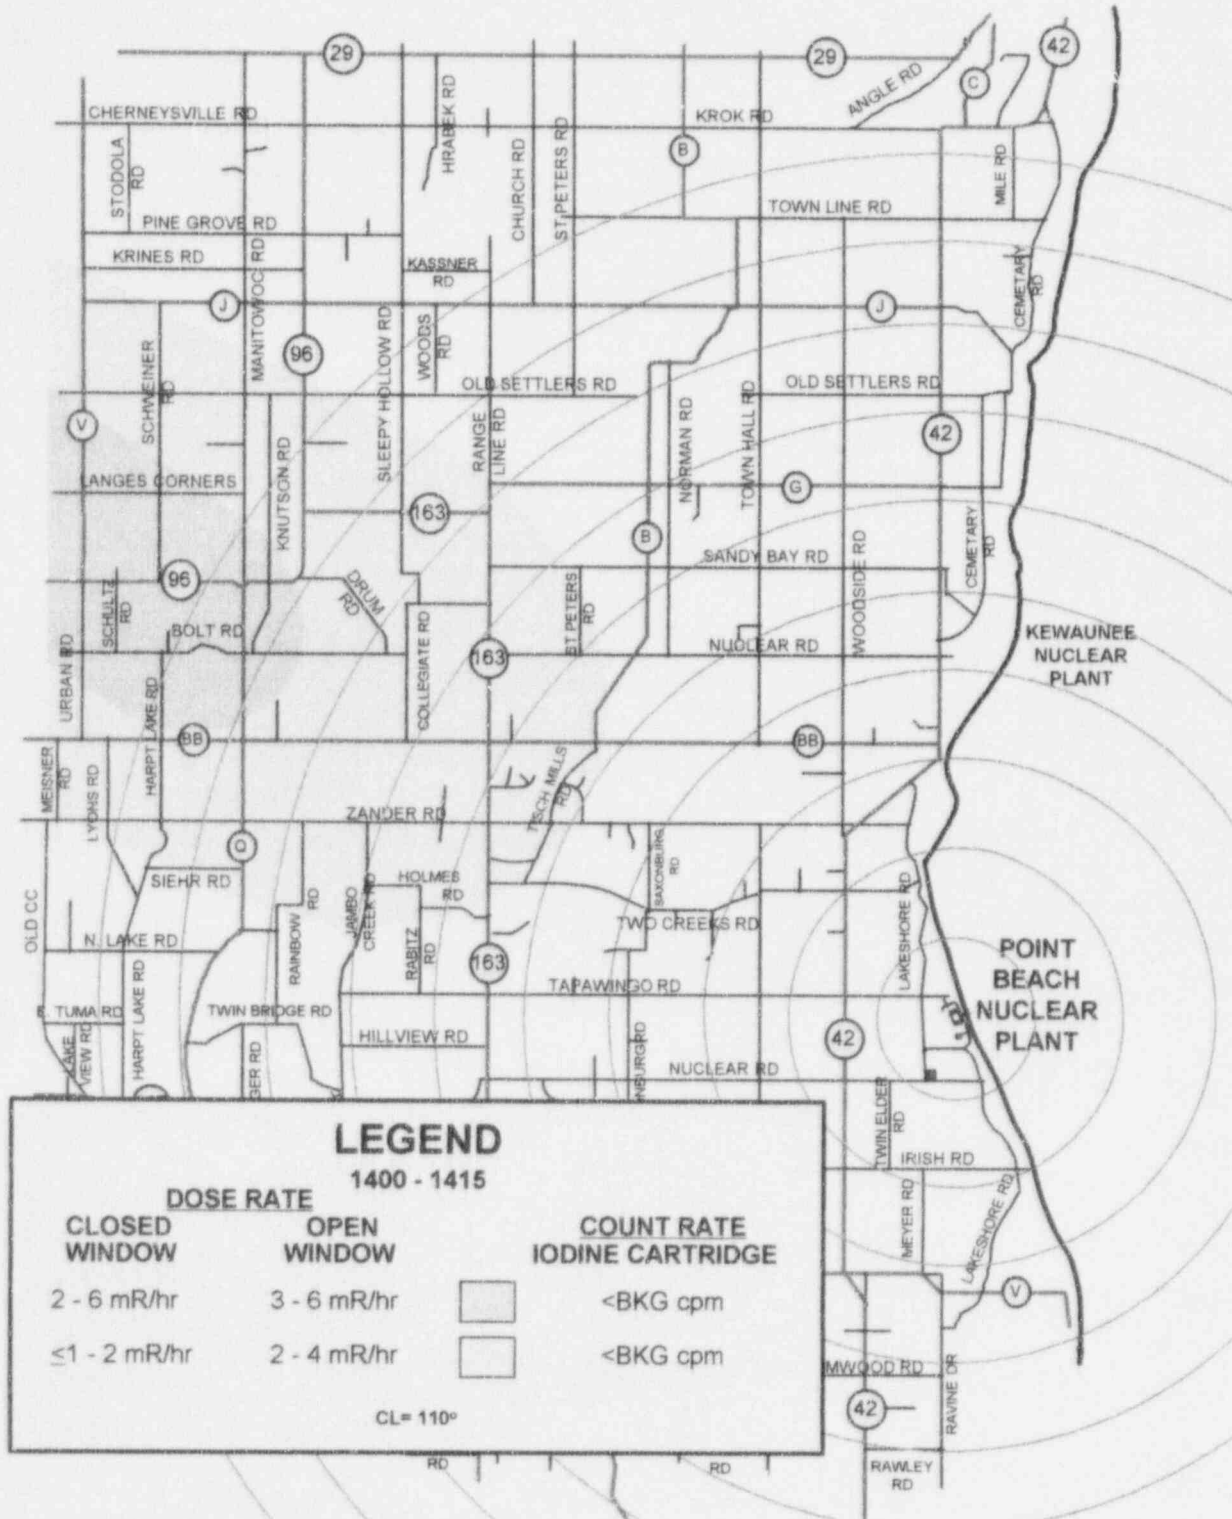 29
29
42
C
ANGLE RD
CHERNEYSVILLE RD
KROK RD
STODOLA
RD
HRABEK RD
CHURCH RD
ST PETERS RD
B
MILE RD
PINE GROVE RD
TOWN LINE RD
KRINES RD
MANITOWOC RD
KASSNER
RD
CEMETARY
RD
J
J
SCHWEINER
RD
96
SLEEPY HOLLOW RD
WOODS
RD
OLD SETTLERS RD
OLD SETTLERS RD
V
RANGE
LINE RD
NORMAN RD
TOWN HALL RD
42
KNUTSON RD
LANGES CORNERS
G
163
B
SANDY BAY RD
WOODSIDE RD
CEMETARY
RD
96
SCHULTZ
RD
DRUM
RD
BOLT RD
ST PETERS
RD
COLLEGIATE RD
NUCLEAR RD
KEWAUNEE
NUCLEAR
PLANT
163
URBAN RD
HARPT LAKE RD
BB
BB
MEISNER
RD
LYONS RD
TISCH MILLS
RD
ZANDER RD
Q
SIEHR RD
HOLMES
RD
SAXONBURG
RD
JAMBO
CREEK RD
OLD CC
RAINBOW
RD
RABITZ
RD
TWO CREEKS RD
LAKESHORE RD
N. LAKE RD
163
POINT
BEACH
NUCLEAR
PLANT
HARPT LAKE RD
TAPAWINGO RD
E. TUMA RD
TWIN BRIDGE RD
HILLVIEW RD
42
LAKE
VIEW RD
GER RD
NBURG RD
NUCLEAR RD
TWIN ELDER
RD
IRISH RD
MEYER RD
LAKESHORE RD
V
MWOOD RD
42
RAVINE DR
RAWLEY
RD
RD
RD
LEGEND
1400 - 1415
DOSE RATE
CLOSED
WINDOW
OPEN
WINDOW
COUNT RATE
IODINE CARTRIDGE
2 - 6 mR/hr
3 - 6 mR/hr
<BKG cpm
≤1 - 2 mR/hr
2 - 4 mR/hr
<BKG cpm
CL= 110º